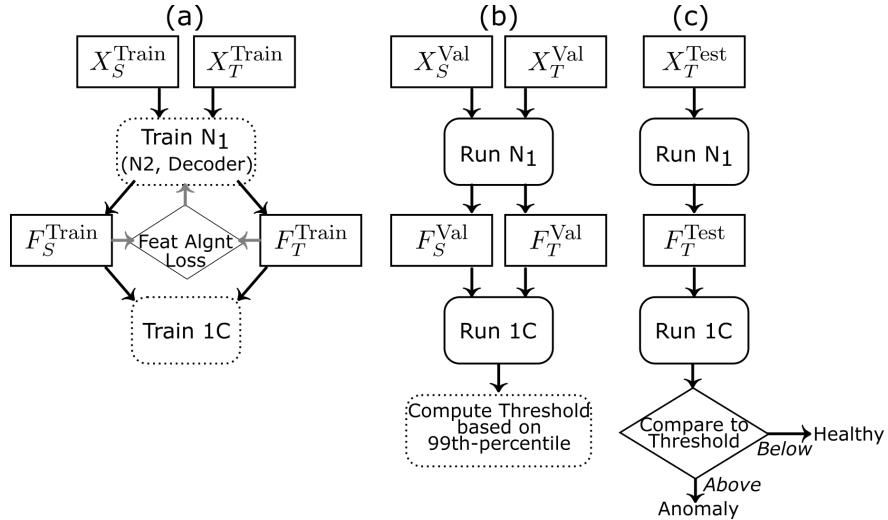 (a)
X_S^Train
X_T^Train
Train N1
(N2, Decoder)
F_S^Train
Feat Algnt
Loss
F_T^Train
Train 1C
(b)
X_S^Val
X_T^Val
Run N1
F_S^Val
F_T^Val
Run 1C
Compute Threshold
based on
99th-percentile
(c)
X_T^Test
Run N1
F_T^Test
Run 1C
Compare to
Threshold
Below
Healthy
Above
Anomaly